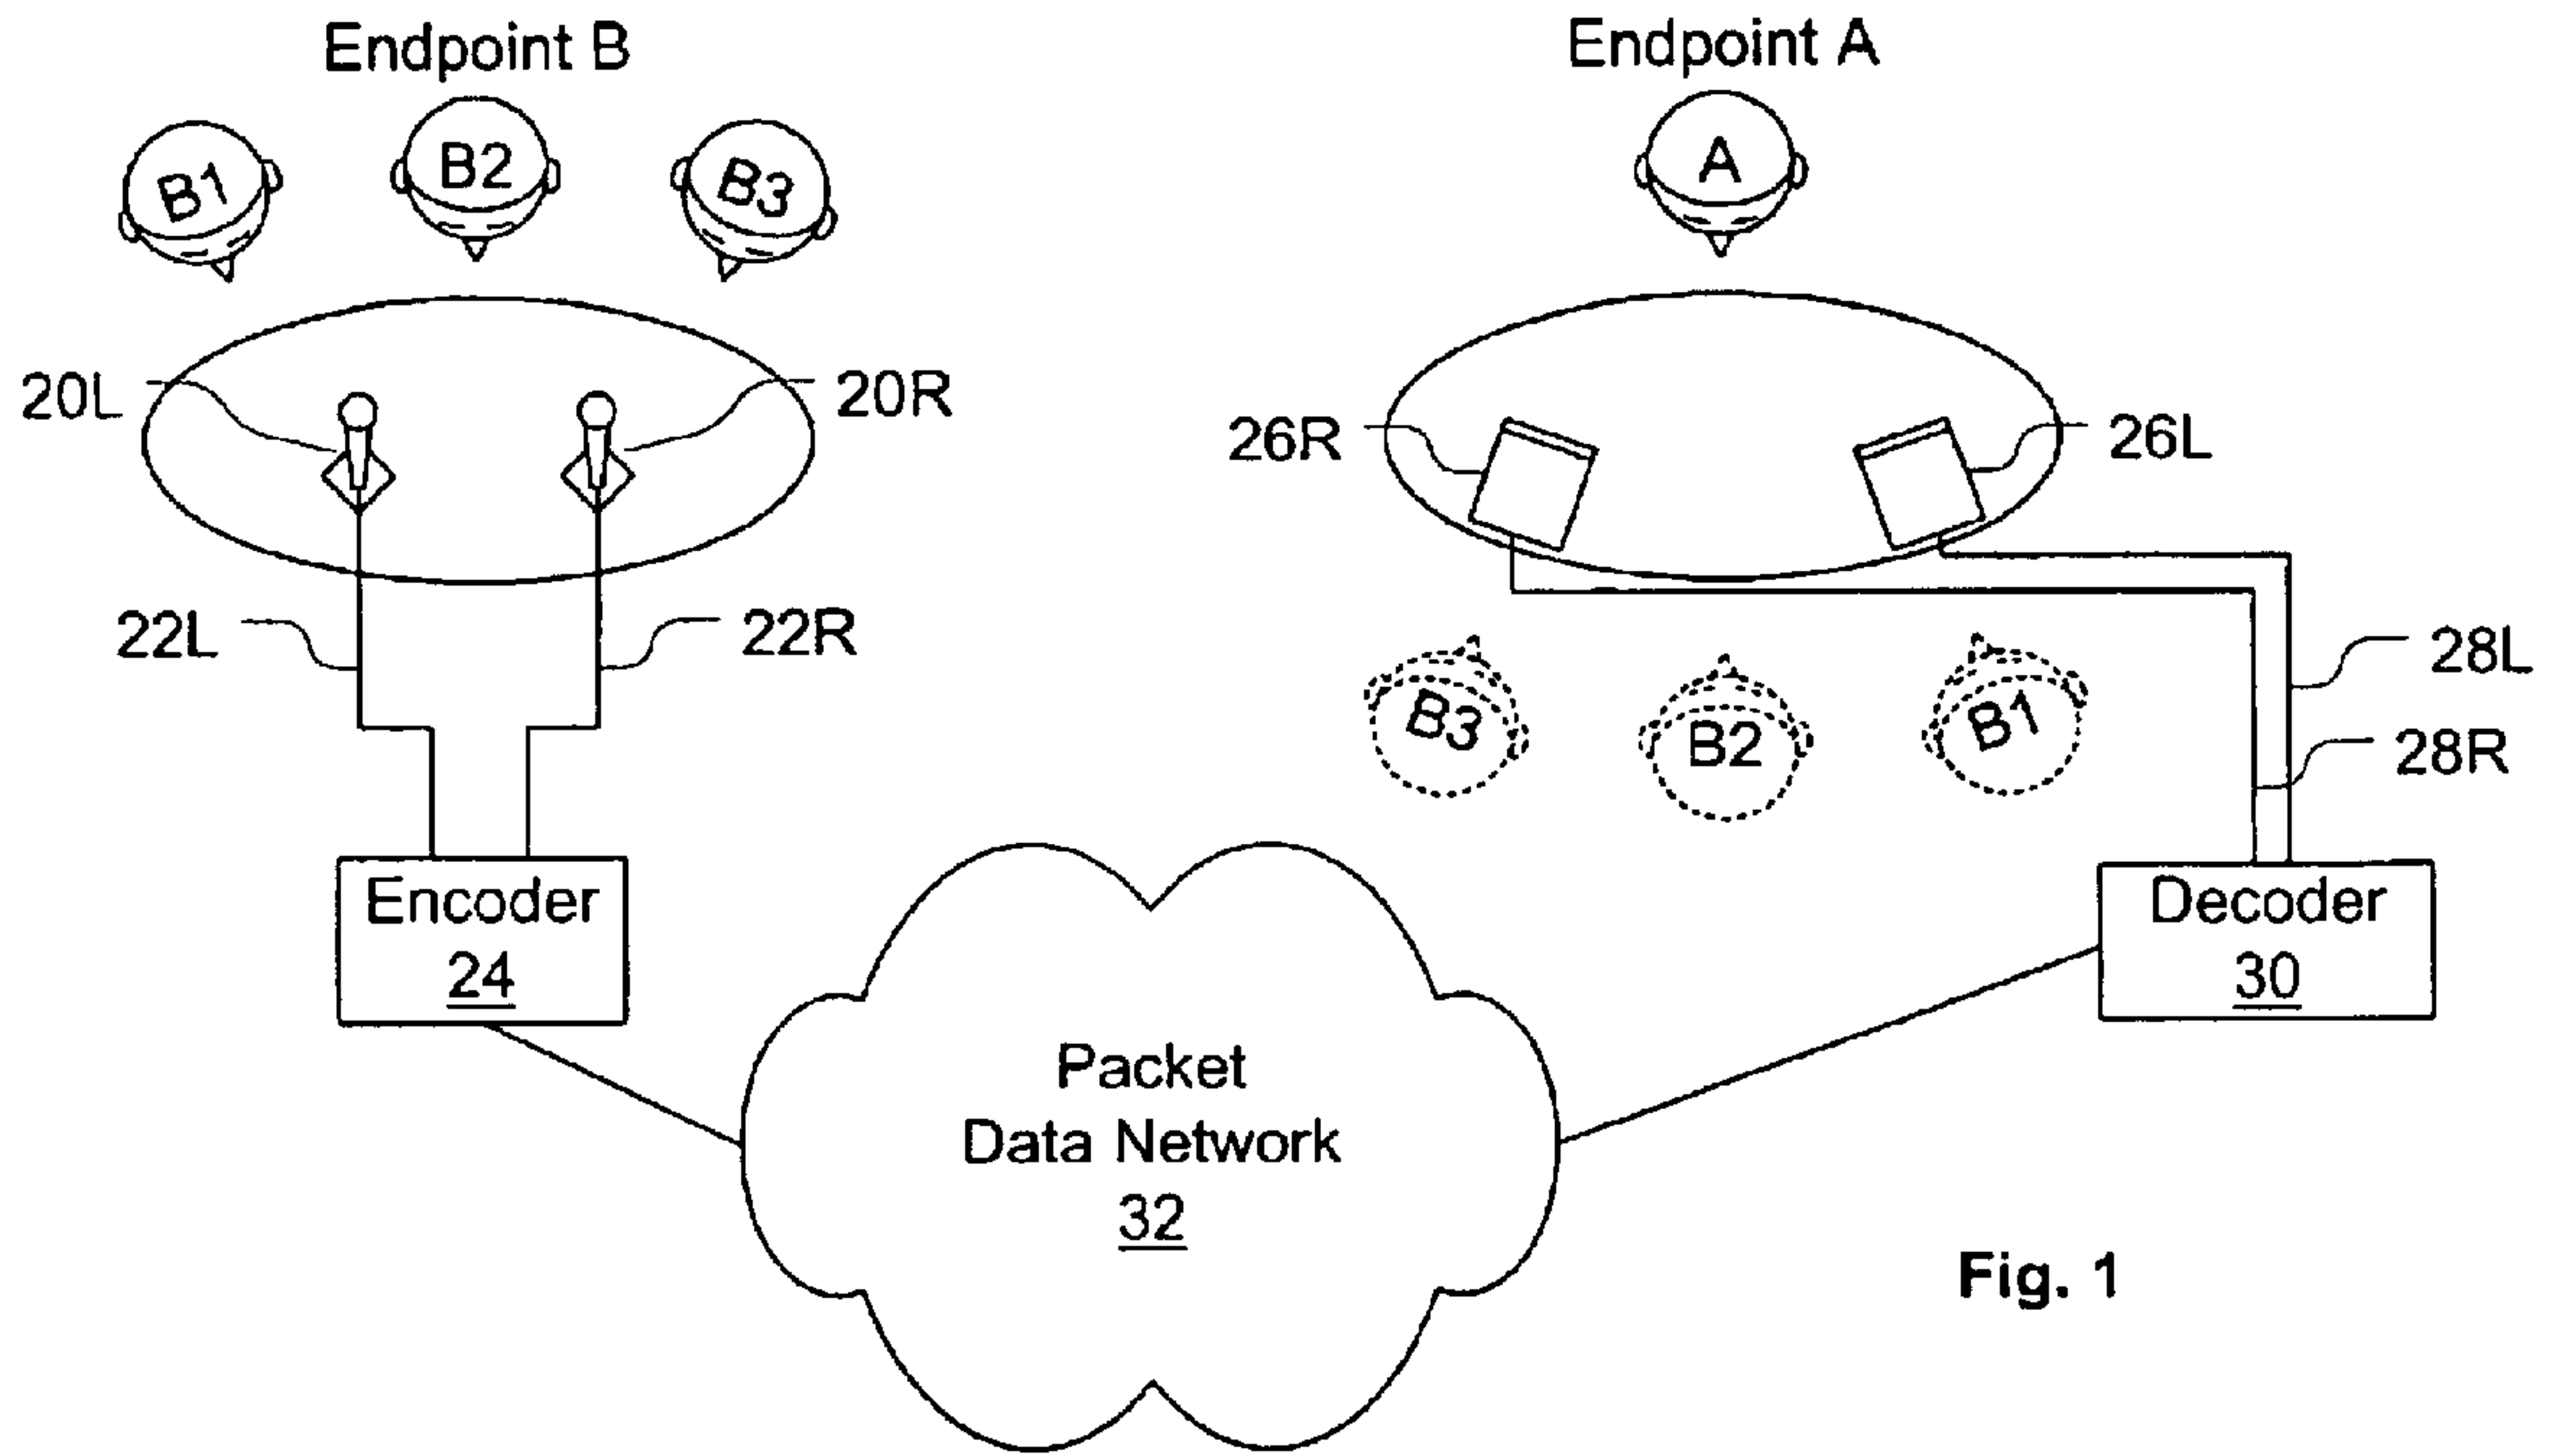 Endpoint B
Endpoint A
B1
B2
B3
A
20L
20R
26R
26L
22L
22R
28L
B3
B2
B1
28R
Encoder
24
Decoder
30
Packet
Data Network
32
Fig. 1